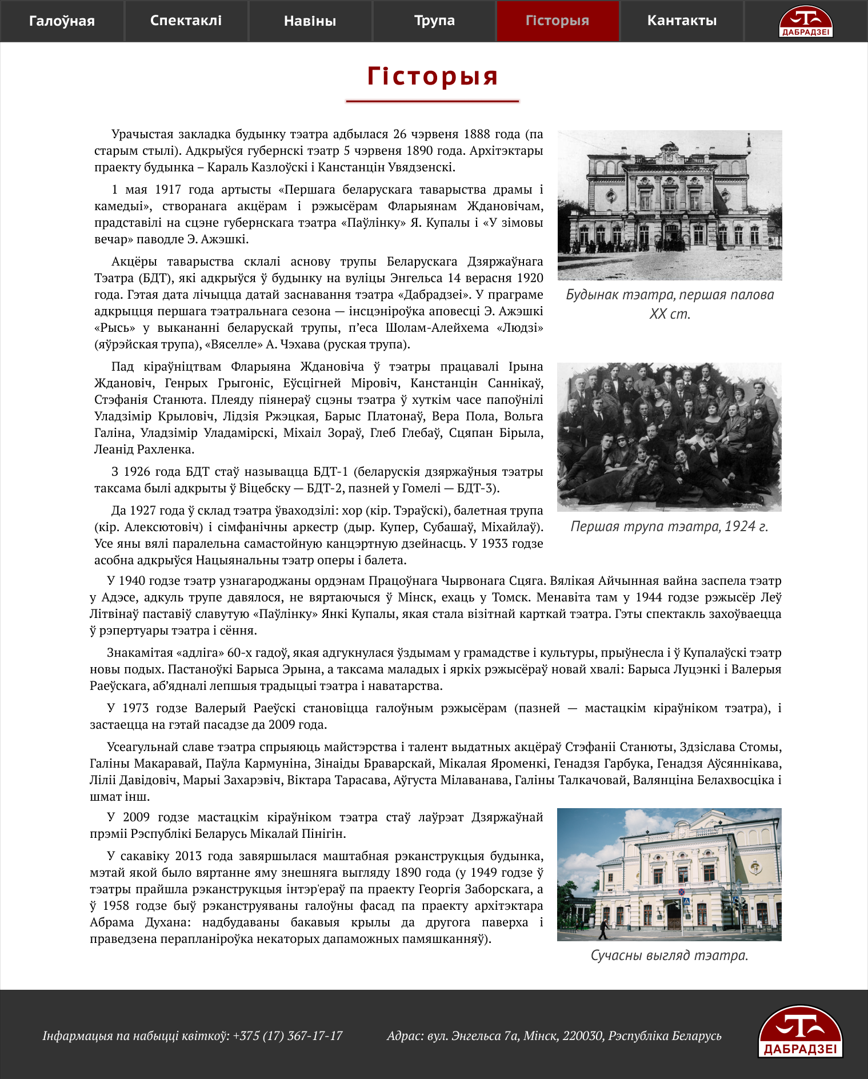 Галоўная
Спектаклі
Навіны
Трупа
Гісторыя
Кантакты
ДАБРАДЗЕІ
Гісторыя
Урачыстая закладка будынку тэатра адбылася 26 чэрвеня 1888 года (па
старым стылі). Адкрыўся губернскі тэатр 5 чэрвеня 1890 года. Архітэктары
праекту будынка – Караль Казлоўскі і Канстанцін Увядзенскі.
1 мая 1917 года артысты «Першага беларускага таварыства драмы і
камедыі», створанага акцёрам і рэжысёрам Фларыянам Ждановічам,
прадставілі на сцэне губернскага тэатра «Паўлінку» Я. Купалы і «У зімовы
вечар» паводле Э. Ажэшкі.
Акцёры таварыства склалі аснову трупы Беларускага Дзяржаўнага
Тэатра (БДТ), які адкрыўся ў будынку на вуліцы Энгельса 14 верасня 1920
года. Гэтая дата лічыцца датай заснавання тэатра «Дабрадзеі». У праграме
адкрыцця першага тэатральнага сезона — інсцэніроўка аповесці Э. Ажэшкі
«Рысь» у выкананні беларускай трупы, п’еса Шолам-Алейхема «Людзі»
(яўрэйская трупа), «Вяселле» А. Чэхава (руская трупа).
Пад кіраўніцтвам Фларыяна Ждановіча ў тэатры працавалі Ірына
Ждановіч, Генрых Грыгоніс, Еўсцігней Міровіч, Канстанцін Саннікаў,
Стэфанія Станюта. Плеяду піянераў сцэны тэатра ў хуткім часе папоўнілі
Уладзімір Крыловіч, Лідзія Ржэцкая, Барыс Платонаў, Вера Пола, Вольга
Галіна, Уладзімір Уладамірскі, Міхаіл Зораў, Глеб Глебаў, Сцяпан Бірыла,
Леанід Рахленка.
З 1926 года БДТ стаў называцца БДТ-1 (беларускія дзяржаўныя тэатры
таксама былі адкрыты ў Віцебску — БДТ-2, пазней у Гомелі — БДТ-3).
Да 1927 года ў склад тэатра ўваходзілі: хор (кір. Тэраўскі), балетная трупа
(кір. Алексютовіч) і сімфанічны аркестр (дыр. Купер, Субашаў, Міхайлаў).
Усе яны вялі паралельна самастойную канцэртную дзейнасць. У 1933 годзе
асобна адкрыўся Нацыянальны тэатр оперы і балета.
Будынак тэатра, першая палова
XX ст.
Першая трупа тэатра, 1924 г.
У 1940 годзе тэатр узнагароджаны ордэнам Працоўнага Чырвонага Сцяга. Вялікая Айчынная вайна заспела тэатр
у Адэсе, адкуль трупе давялося, не вяртаючыся ў Мінск, ехаць у Томск. Менавіта там у 1944 годзе рэжысёр Леў
Літвінаў паставіў славутую «Паўлінку» Янкі Купалы, якая стала візітнай карткай тэатра. Гэты спектакль захоўваецца
ў рэпертуары тэатра і сёння.
Знакамітая «адліга» 60-х гадоў, якая адгукнулася ўздымам у грамадстве і культуры, прыўнесла і ў Купалаўскі тэатр
новы подых. Пастаноўкі Барыса Эрына, а таксама маладых і яркіх рэжысёраў новай хвалі: Барыса Луцэнкі і Валерыя
Раеўскага, аб’ядналі лепшыя традыцыі тэатра і наватарства.
У 1973 годзе Валерый Раеўскі становіцца галоўным рэжысёрам (пазней — мастацкім кіраўніком тэатра), і
застаецца на гэтай пасадзе да 2009 года.
Усеагульнай славе тэатра спрыяюць майстэрства і талент выдатных акцёраў Стэфаніі Станюты, Здзіслава Стомы,
Галіны Макаравай, Паўла Кармуніна, Зінаіды Браварскай, Мікалая Яроменкі, Генадзя Гарбука, Генадзя Аўсяннікава,
Ліліі Давідовіч, Марыі Захарэвіч, Віктара Тарасава, Аўгуста Мілаванава, Галіны Талкачовай, Валянціна Белахвосціка і
шмат інш.
У 2009 годзе мастацкім кіраўніком тэатра стаў лаўрэат Дзяржаўнай
прэміі Рэспублікі Беларусь Мікалай Пінігін.
У сакавіку 2013 года завяршылася маштабная рэканструкцыя будынка,
мэтай якой было вяртанне яму знешняга выгляду 1890 года (у 1949 годзе ў
тэатры прайшла рэканструкцыя інтэр'ераў па праекту Георгія Заборскага, а
ў 1958 годзе быў рэканструяваны галоўны фасад па праекту архітэктара
Абрама Духана: надбудаваны бакавыя крылы да другога паверха і
праведзена перапланіроўка некаторых дапаможных памяшканняў).
Сучасны выгляд тэатра.
Інфармацыя па набыцці квіткоў: +375 (17) 367-17-17
Адрас: вул. Энгельса 7а, Мінск, 220030, Рэспубліка Беларусь
ДАБРАДЗЕІ